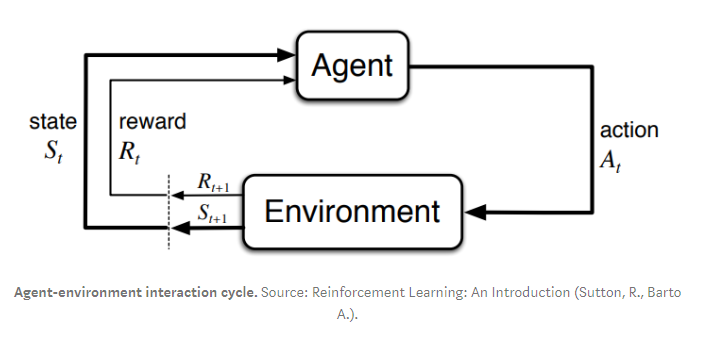 Agent
state
S_t
reward
R_t
action
A_t
R_{t+1}
S_{t+1}
Environment
Agent-environment interaction cycle. Source: Reinforcement Learning: An Introduction (Sutton, R., Barto
A.).